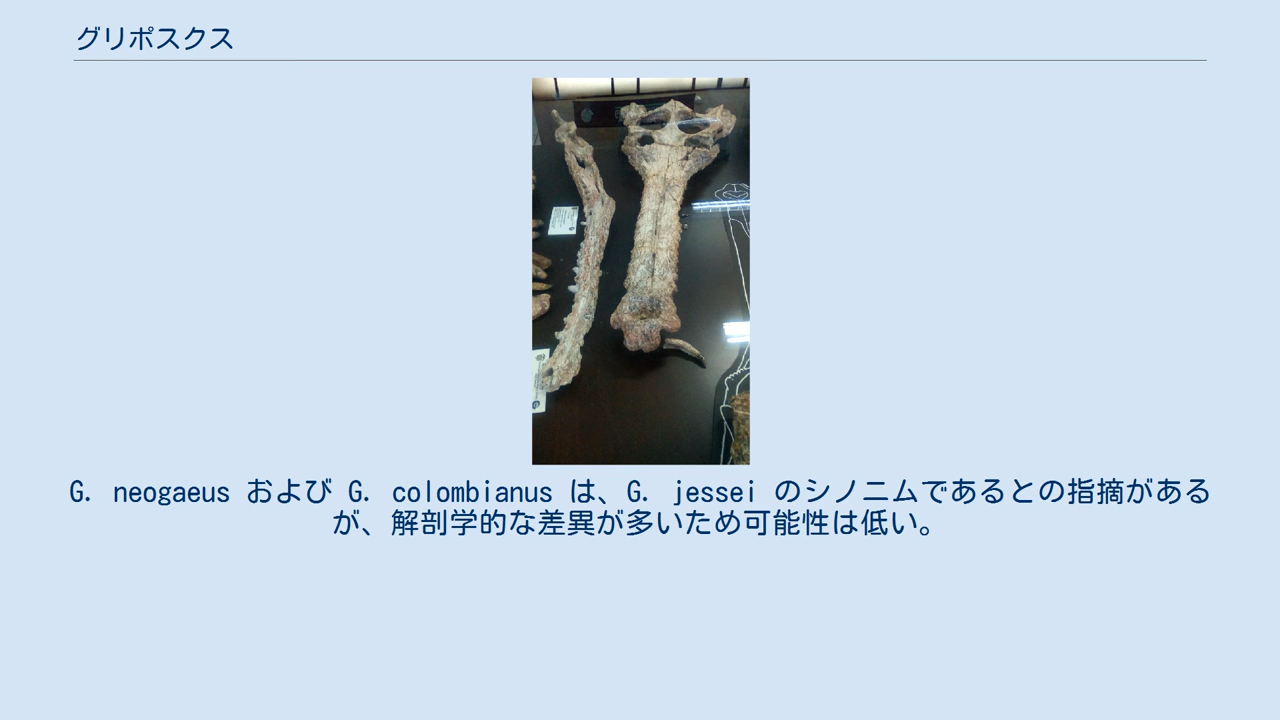 グリポスクス
G. neogaeus および G. colombianus は、G. jessei のシノニムであるとの指摘がある
が、解剖学的な差異が多いため可能性は低い。